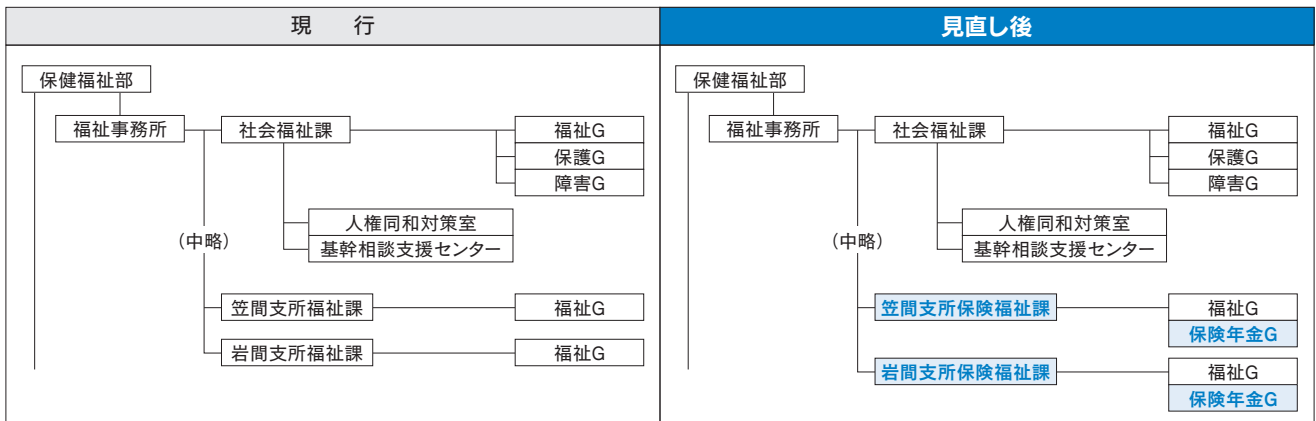 現 行
保健福祉部
福祉事務所
社会福祉課
福祉G
保護G
障害G
人権同和対策室
(中略)
基幹相談支援センター
笠間支所福祉課
福祉G
岩間支所福祉課
福祉G
見直し後
保健福祉部
福祉事務所
社会福祉課
福祉G
保護G
障害G
人権同和対策室
(中略)
基幹相談支援センター
笠間支所保険福祉課
福祉G
保険年金G
岩間支所保険福祉課
福祉G
保険年金G